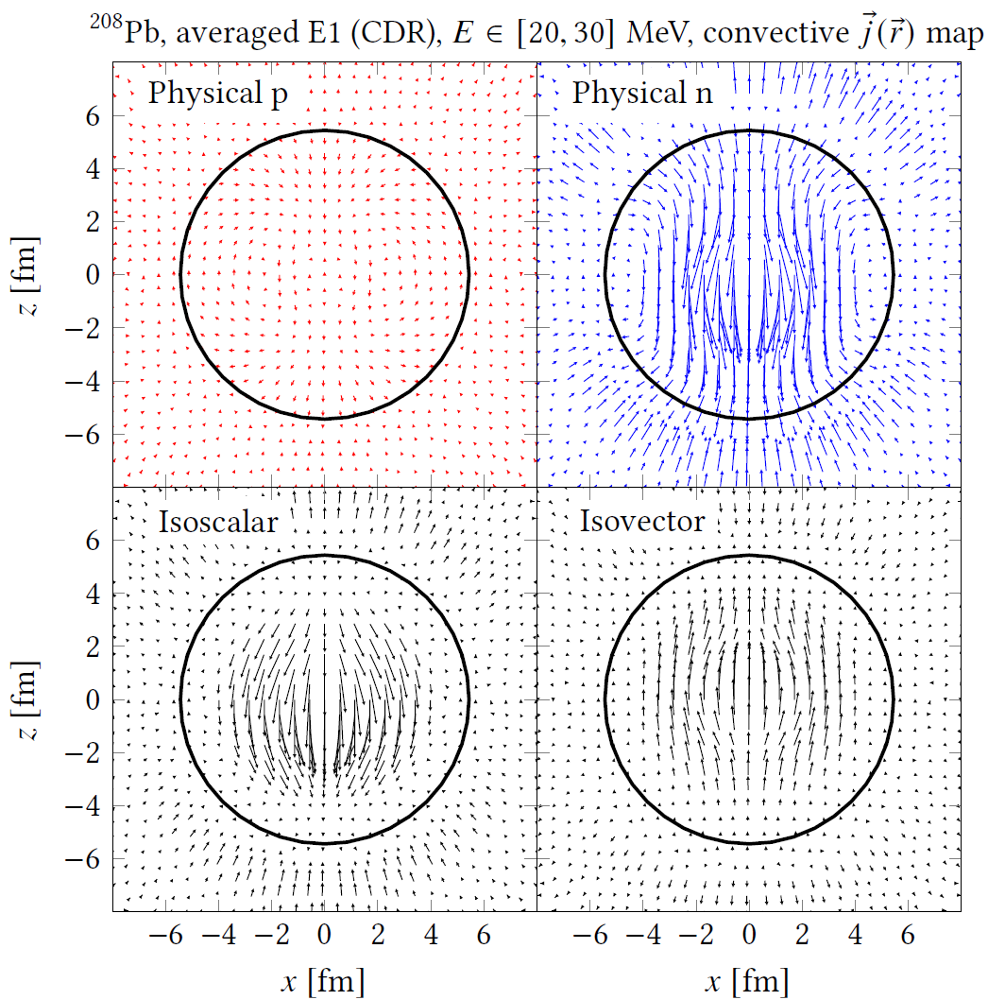 ²⁰⁸Pb, averaged E1 (CDR), E ∈ [20, 30] MeV, convective j⃗(r⃗) map
Physical p
Physical n
6
4
2
0
−2
−4
−6
z [fm]
Isoscalar
Isovector
6
4
2
0
−2
−4
−6
z [fm]
−6 −4 −2 0 2 4 6
−6 −4 −2 0 2 4 6
x [fm]
x [fm]